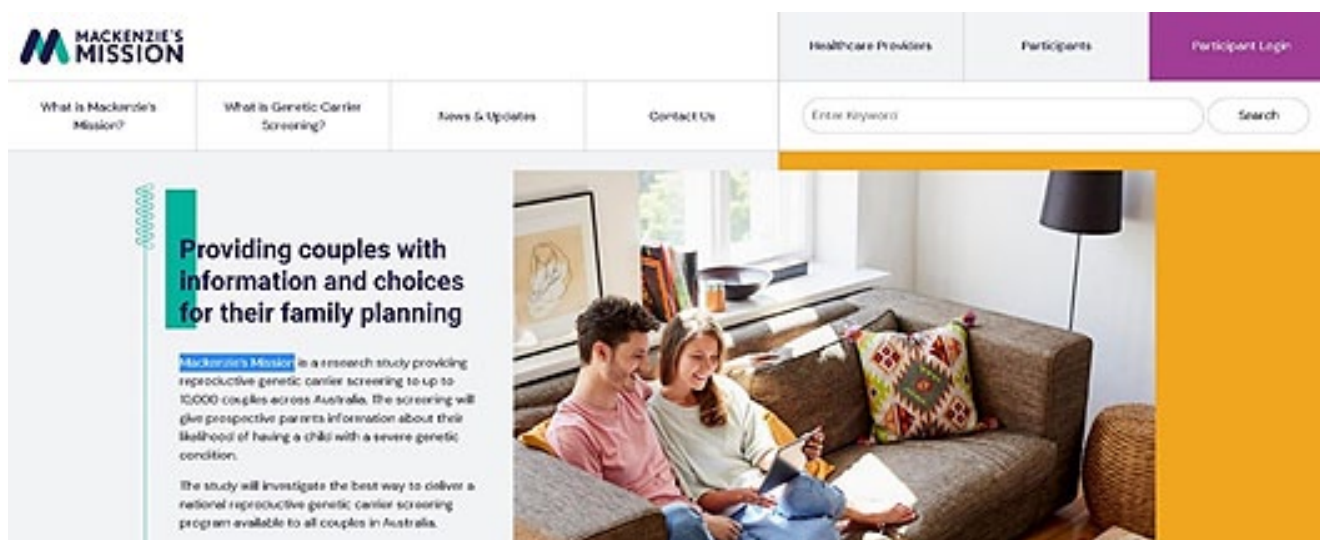 MACKENZIE'S
MISSION
Healthcare Providers
Participants
Participant Login
What is Mackenzie's
Mission?
What is Genetic Carrier
Screening?
News & Updates
Contact Us
Enter Keyword
Search
Providing couples with
information and choices
for their family planning
Mackenzie's Mission is a research study providing
reproductive genetic carrier screening to up to
10,000 couples across Australia. The screening will
give prospective parents information about their
likelihood of having a child with a severe genetic
condition.
The study will investigate the best way to deliver a
national reproductive genetic carrier screening
program available to all couples in Australia.